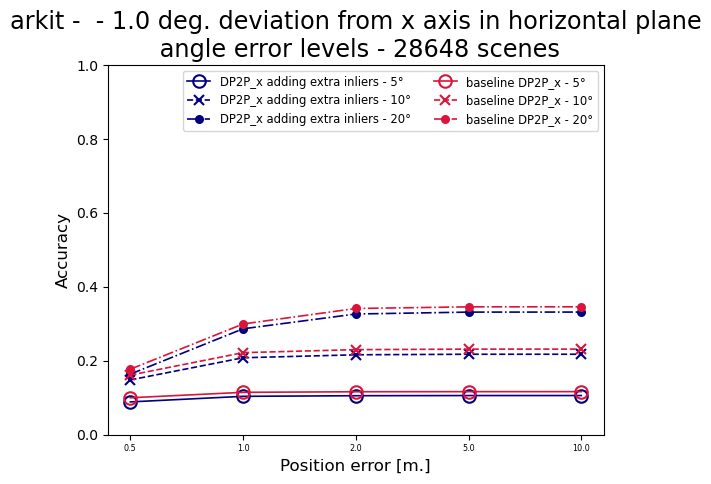 arkit -  - 1.0 deg. deviation from x axis in horizontal plane
angle error levels - 28648 scenes
DP2P_x adding extra inliers - 5°
DP2P_x adding extra inliers - 10°
DP2P_x adding extra inliers - 20°
baseline DP2P_x - 5°
baseline DP2P_x - 10°
baseline DP2P_x - 20°
1.0
0.8
0.6
0.4
0.2
0.0
Accuracy
0.5
1.0
2.0
5.0
10.0
Position error [m.]